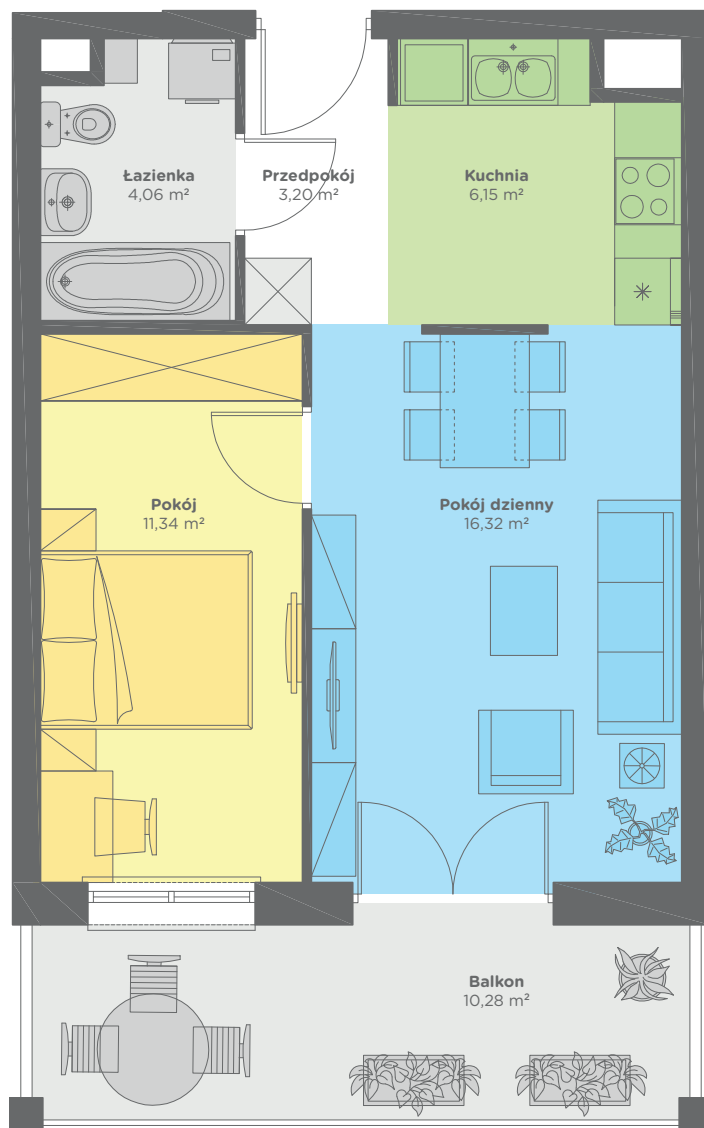 Łazienka
4,06 m²
Przedpokój
3,20 m²
Kuchnia
6,15 m²
Pokój
11,34 m²
Pokój dzienny
16,32 m²
Balkon
10,28 m²